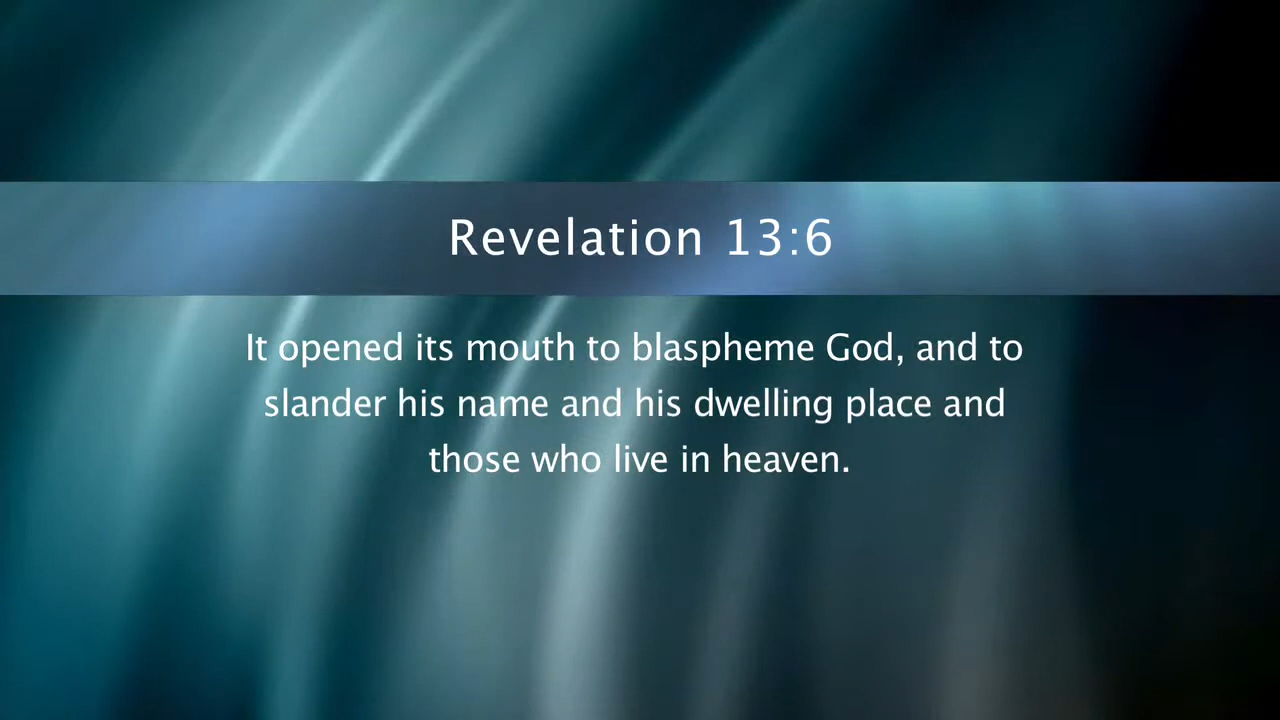 Revelation 13:6
It opened its mouth to blaspheme God, and to
slander his name and his dwelling place and
those who live in heaven.